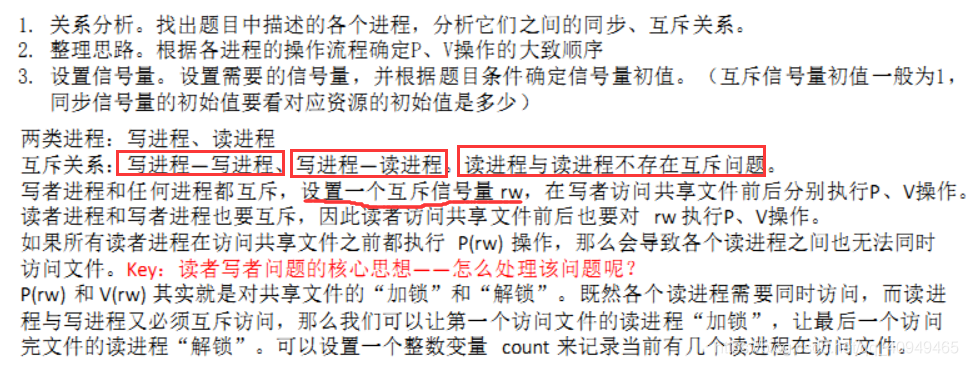 1. 关系分析。找出题目中描述的各个进程，分析它们之间的同步、互斥关系。
2. 整理思路。根据各进程的操作流程确定P、V操作的大致顺序
3. 设置信号量。设置需要的信号量，并根据题目条件确定信号量初值。（互斥信号量初值一般为1，
同步信号量的初始值要看对应资源的初始值是多少）
两类进程：写进程、读进程
互斥关系：写进程—写进程、写进程—读进程。读进程与读进程不存在互斥问题。
写者进程和任何进程都互斥，设置一个互斥信号量 rw，在写者访问共享文件前后分别执行P、V操作。
读者进程和写者进程也要互斥，因此读者访问共享文件前后也要对 rw 执行P、V操作。
如果所有读者进程在访问共享文件之前都执行 P(rw) 操作，那么会导致各个读进程之间也无法同时
访问文件。Key：读者写者问题的核心思想——怎么处理该问题呢？
P(rw) 和 V(rw) 其实就是对共享文件的“加锁”和“解锁”。既然各个读进程需要同时访问，而读进
程与写进程又必须互斥访问，那么我们可以让第一个访问文件的读进程“加锁”，让最后一个访问
完文件的读进程“解锁”。可以设置一个整数变量 count 来记录当前有几个读进程在访问文件。